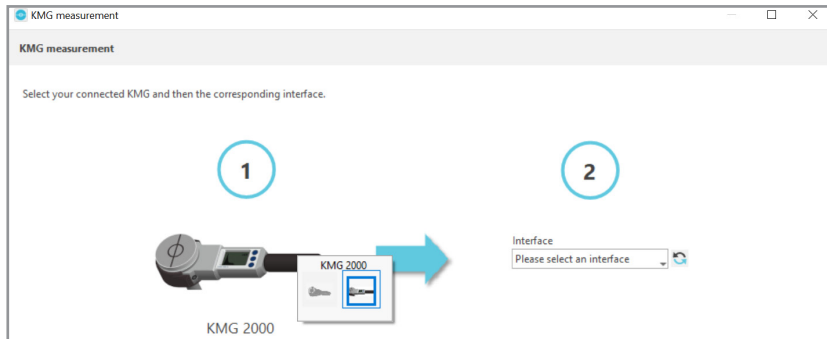 KMG measurement
KMG measurement
Select your connected KMG and then the corresponding interface.
1
2
Interface
Please select an interface
KMG 2000
KMG 2000